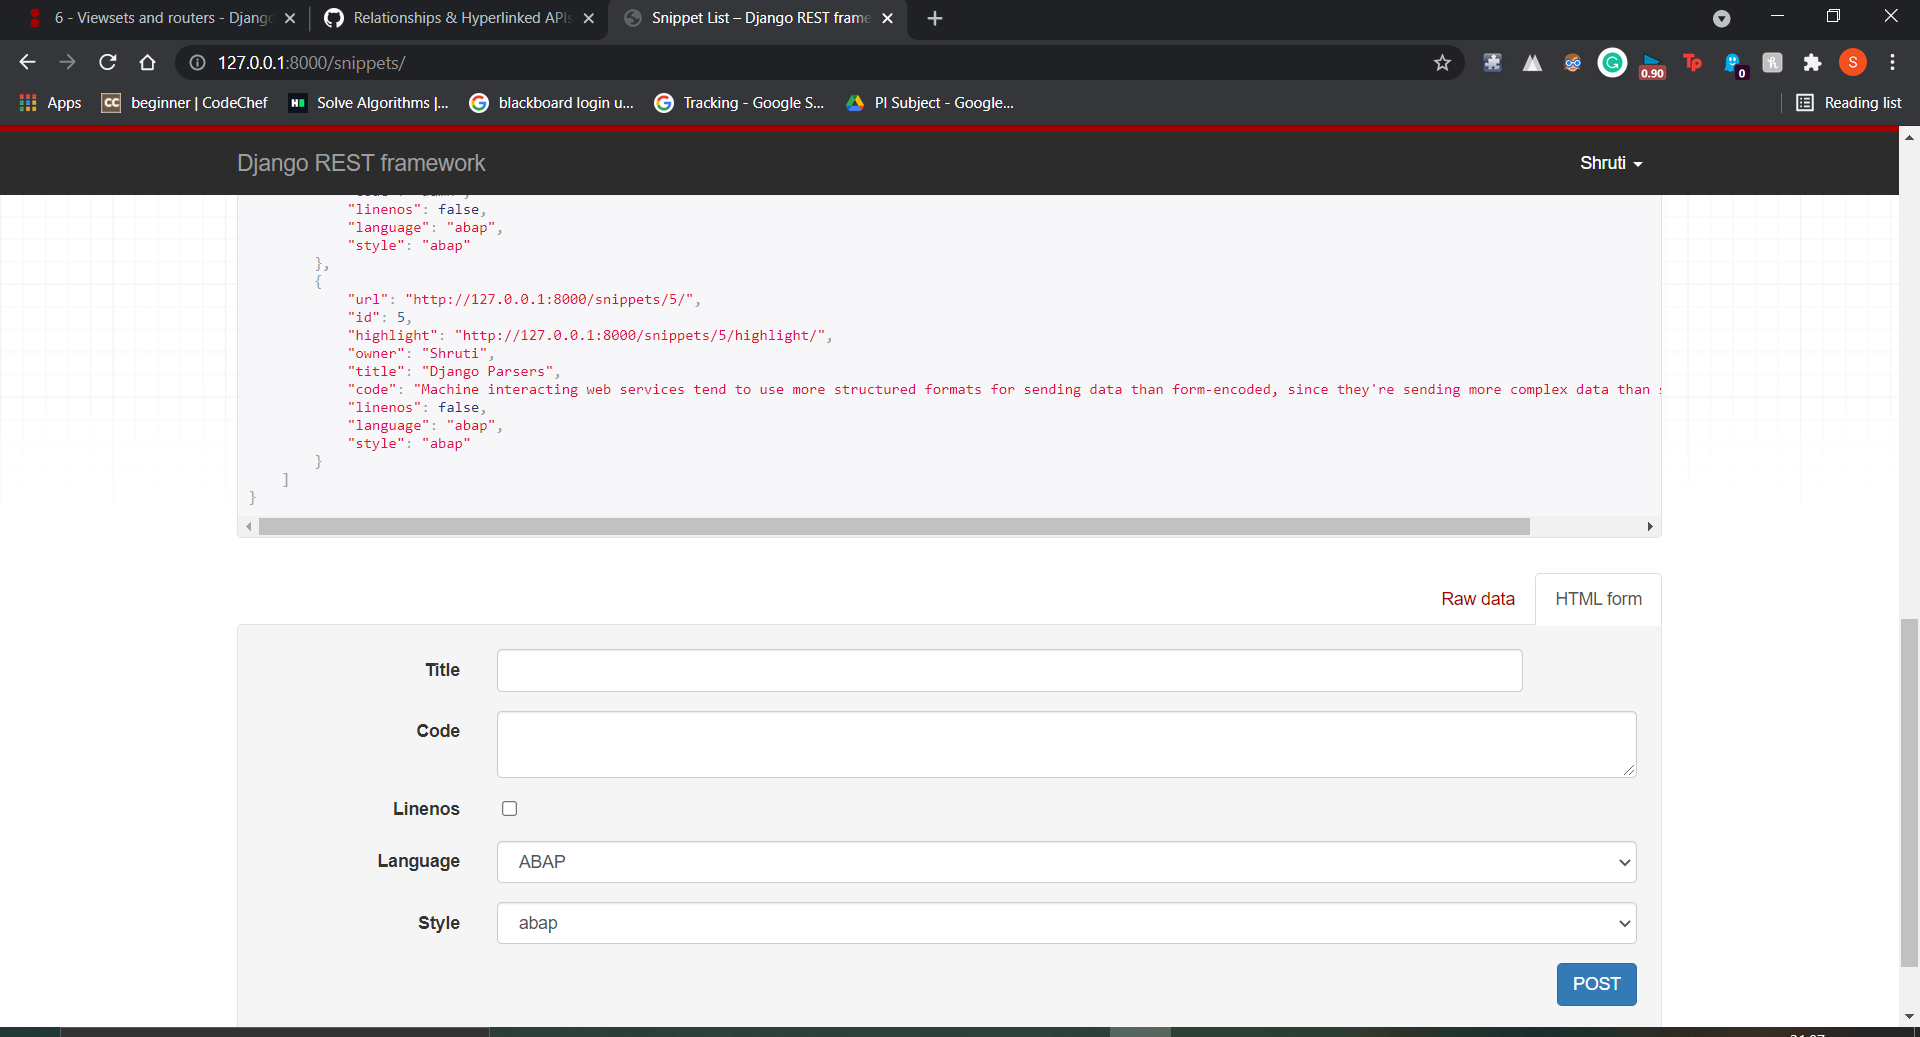 6 - Viewsets and routers - Django
Relationships & Hyperlinked APIs
Snippet List – Django REST frame
127.0.0.1:8000/snippets/
0.90
Tp
0
S
Apps
CC
beginner | CodeChef
Solve Algorithms |...
blackboard login u...
Tracking - Google S...
PI Subject - Google...
Reading list
Django REST framework
Shruti
"linenos": false,
"language": "abap",
"style": "abap"
},
{
"url": "http://127.0.0.1:8000/snippets/5/",
"id": 5,
"highlight": "http://127.0.0.1:8000/snippets/5/highlight/",
"owner": "Shruti",
"title": "Django Parsers",
"code": "Machine interacting web services tend to use more structured formats for sending data than form-encoded, since they're sending more complex data than
"linenos": false,
"language": "abap",
"style": "abap"
}
]
}
Raw data
HTML form
Title
Code
Linenos
Language
ABAP
Style
abap
POST